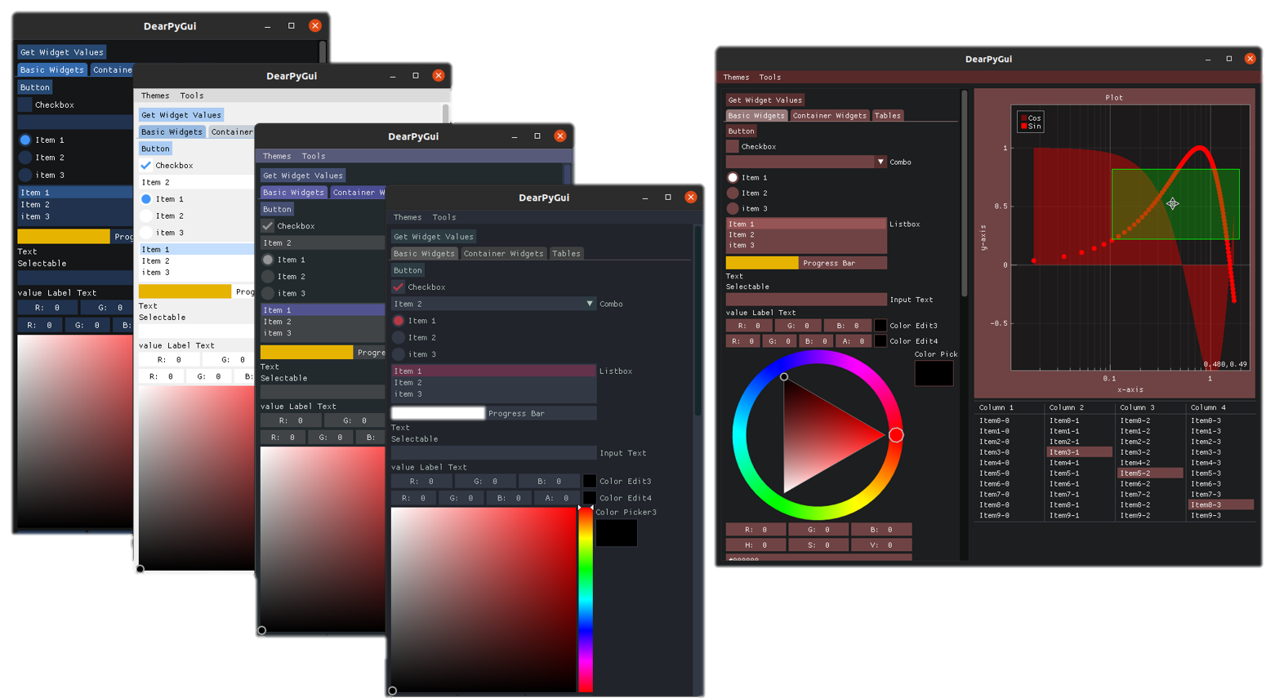 DearPyGui
Get Widget Values
Basic Widgets
Button
Checkbox
Item 1
Item 2
item 3
Item 1
Item 2
item 3
Text
Selectable
value Label Text
R: 0 G: 0
R: 0 G: 0 B:
DearPyGui
Themes Tools
Get Widget Values
Basic Widgets
Button
Checkbox
Item 2
Item 1
Item 2
item 3
Item 1
Item 2
item 3
Text
Selectable
value Label Text
R: 0 G: 0
R: 0 G: 0 B:
DearPyGui
Themes Tools
Get Widget Values
Basic Widgets Container W
Button
Checkbox
Item 2
Item 1
Item 2
item 3
Item 1
Item 2
item 3
Text
Selectable
value Label Text
R: 0 G: 0
R: 0 G: 0 B:
DearPyGui
Themes Tools
Get Widget Values
Basic Widgets Container Widgets Tables
Button
Checkbox
Item 2 Combo
Item 1
Item 2
item 3
Item 1 Listbox
Item 2
item 3
Progress Bar
Text
Selectable
Input Text
value Label Text
R: 0 G: 0 B: 0 Color Edit3
R: 0 G: 0 B: 0 A: 0 Color Edit4
Color Picker3
DearPyGui
Themes Tools
Get Widget Values
Basic Widgets Container Widgets Tables
Button
Checkbox
Combo
Item 1
Item 2
item 3
Item 1 Listbox
Item 2
item 3
Progress Bar
Text
Selectable
Input Text
value Label Text
R: 0 G: 0 B: 0 Color Edit3
R: 0 G: 0 B: 0 A: 0 Color Edit4
Color Pick
R: 0 G: 0 B: 0
H: 0 S: 0 V: 0
Plot
Cos
Sin
1
0.5
0
-0.5
y-axis
0.480,0.49
0.1 1
x-axis
Column 1 Column 2 Column 3 Column 4
Item0-0 Item0-1 Item0-2 Item0-3
Item1-0 Item1-1 Item1-2 Item1-3
Item2-0 Item2-1 Item2-2 Item2-3
Item3-0 Item3-1 Item3-2 Item3-3
Item4-0 Item4-1 Item4-2 Item4-3
Item5-0 Item5-1 Item5-2 Item5-3
Item6-0 Item6-1 Item6-2 Item6-3
Item7-0 Item7-1 Item7-2 Item7-3
Item8-0 Item8-1 Item8-2 Item8-3
Item9-0 Item9-1 Item9-2 Item9-3